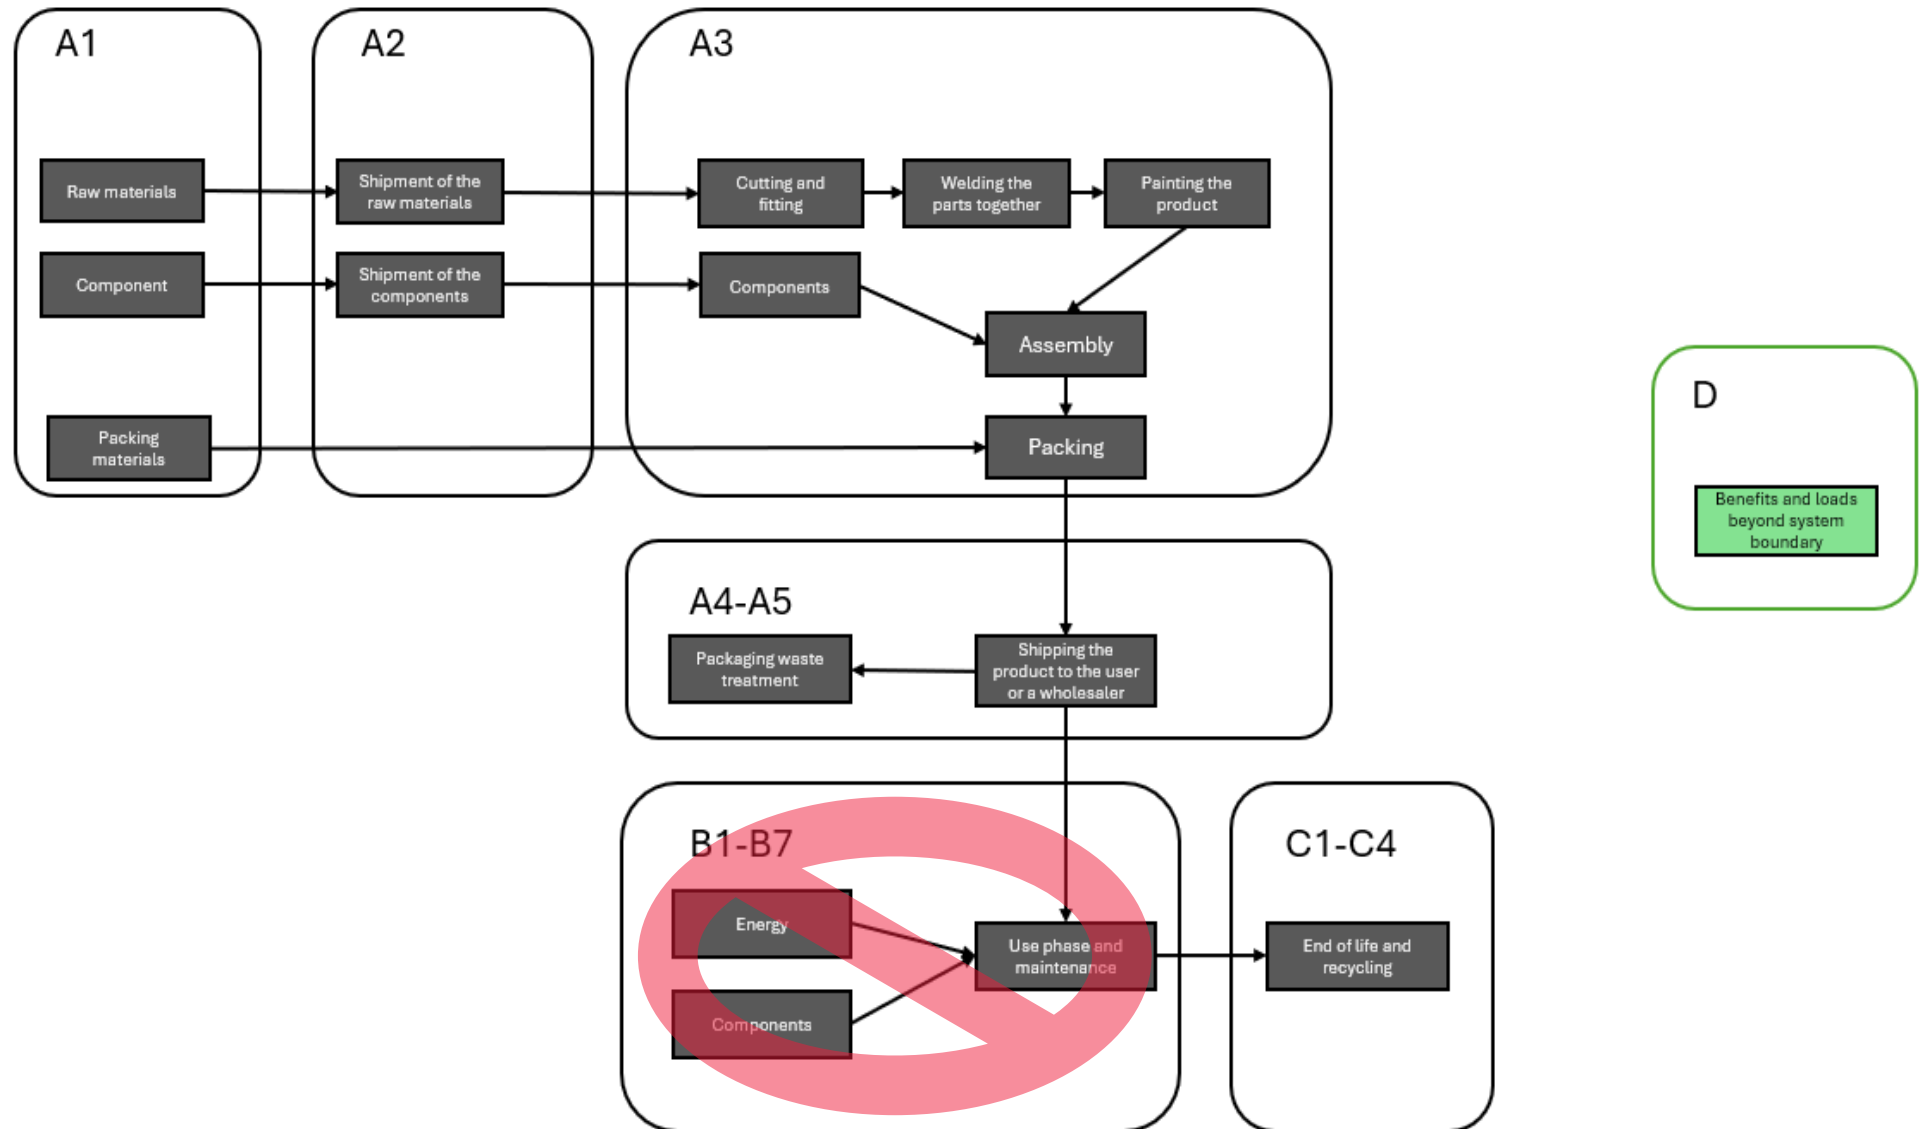 A1
A2
A3
Raw materials
Shipment of the
raw materials
Cutting and
fitting
Welding the
parts together
Painting the
product
Component
Shipment of the
components
Components
Assembly
Packing
materials
Packing
D
Benefits and loads
beyond system
boundary
A4-A5
Packaging waste
treatment
Shipping the
product to the user
or a wholesaler
B1-B7
C1-C4
Energy
Use phase and
maintenance
End of life and
recycling
Components